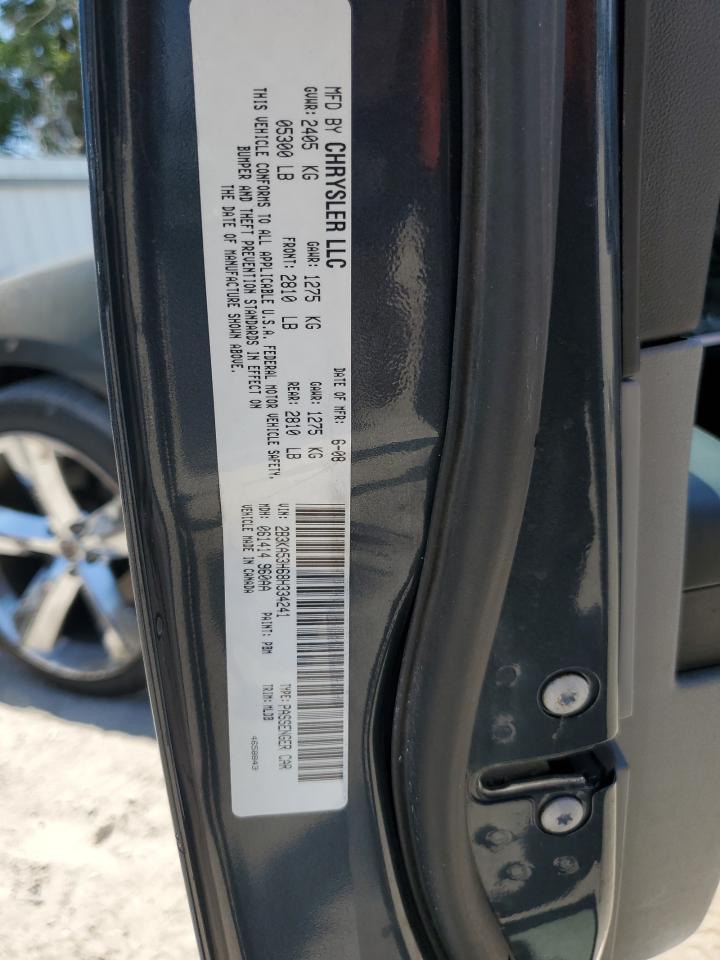 MFD BY CHRYSLER LLC DATE OF MFR: 6-08
GVWR: 2405 KG GAWR: 1275 KG GAWR: 1275 KG
05300 LB FRONT: 2810 LB REAR: 2810 LB
THIS VEHICLE CONFORMS TO ALL APPLICABLE U.S.A. FEDERAL MOTOR VEHICLE SAFETY,
BUMPER AND THEFT PREVENTION STANDARDS IN EFFECT ON
THE DATE OF MANUFACTURE SHOWN ABOVE.
VIN: 2B3KA53H68H334241 TYPE: PASSENGER CAR
MDH: 061414 960AA PAINT: PBM TRIM: MLDB
VEHICLE MADE IN CANADA
4658843